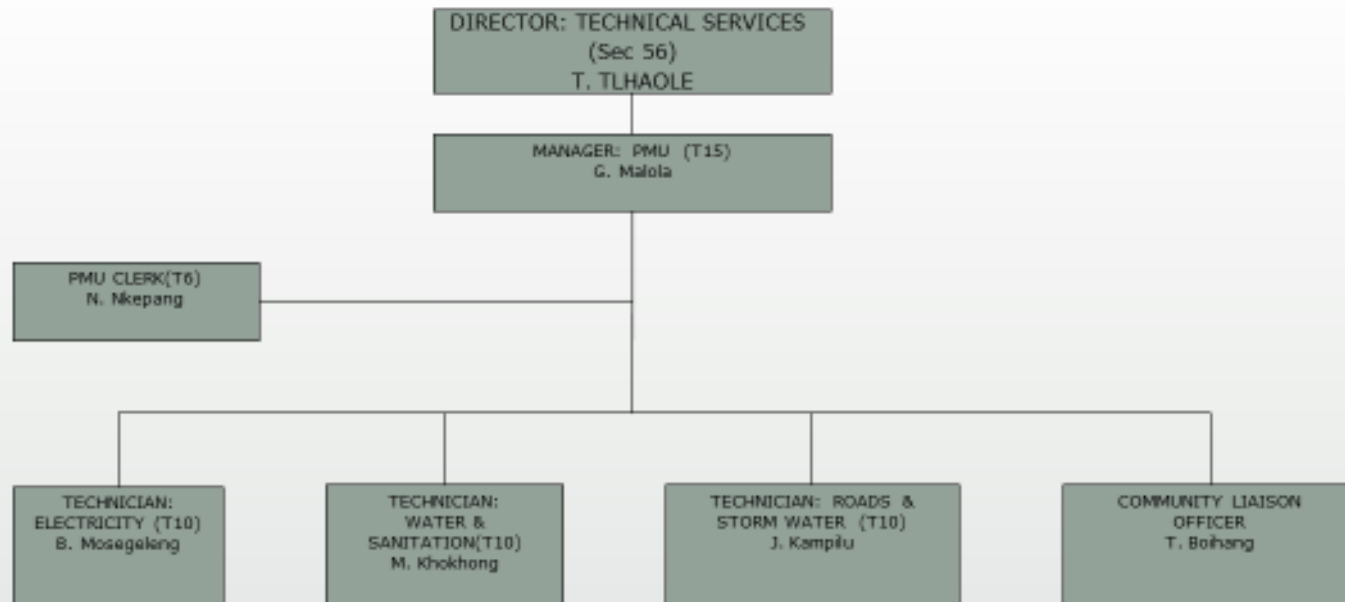 DIRECTOR: TECHNICAL SERVICES
(Sec 56)
T. TLHAOLE
MANAGER: PMU (T15)
G. Malola
PMU CLERK(T6)
N. Nkepang
TECHNICIAN:
ELECTRICITY (T10)
B. Mosegeleng
TECHNICIAN:
WATER &
SANITATION(T10)
M. Khokhong
TECHNICIAN: ROADS &
STORM WATER (T10)
J. Kampilu
COMMUNITY LIAISON
OFFICER
T. Boihang